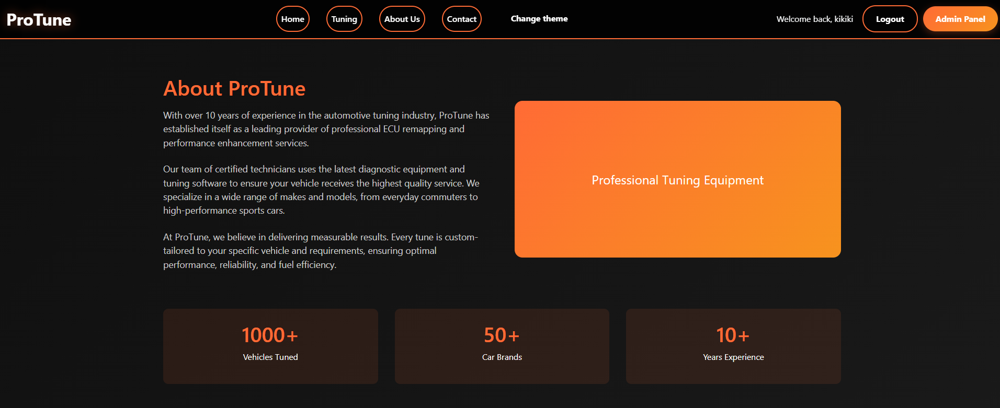 ProTune
Home
Tuning
About Us
Contact
Change theme
Welcome back, kikiki
Logout
Admin Panel
About ProTune
With over 10 years of experience in the automotive tuning industry, ProTune has
established itself as a leading provider of professional ECU remapping and
performance enhancement services.
Our team of certified technicians uses the latest diagnostic equipment and
tuning software to ensure your vehicle receives the highest quality service. We
specialize in a wide range of makes and models, from everyday commuters to
high-performance sports cars.
At ProTune, we believe in delivering measurable results. Every tune is custom-
tailored to your specific vehicle and requirements, ensuring optimal
performance, reliability, and fuel efficiency.
Professional Tuning Equipment
1000+
Vehicles Tuned
50+
Car Brands
10+
Years Experience